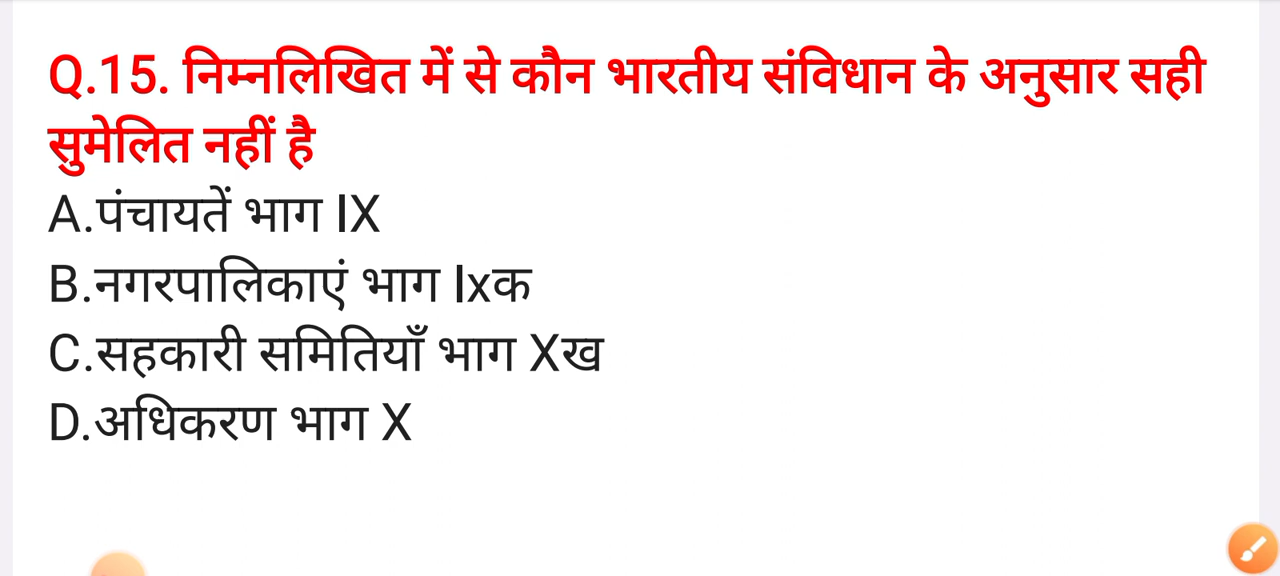 Q.15. निम्नलिखित में से कौन भारतीय संविधान के अनुसार सही
सुमेलित नहीं है
A.पंचायतें भाग IX
B.नगरपालिकाएं भाग Ixक
C.सहकारी समितियाँ भाग Xख
D.अधिकरण भाग X